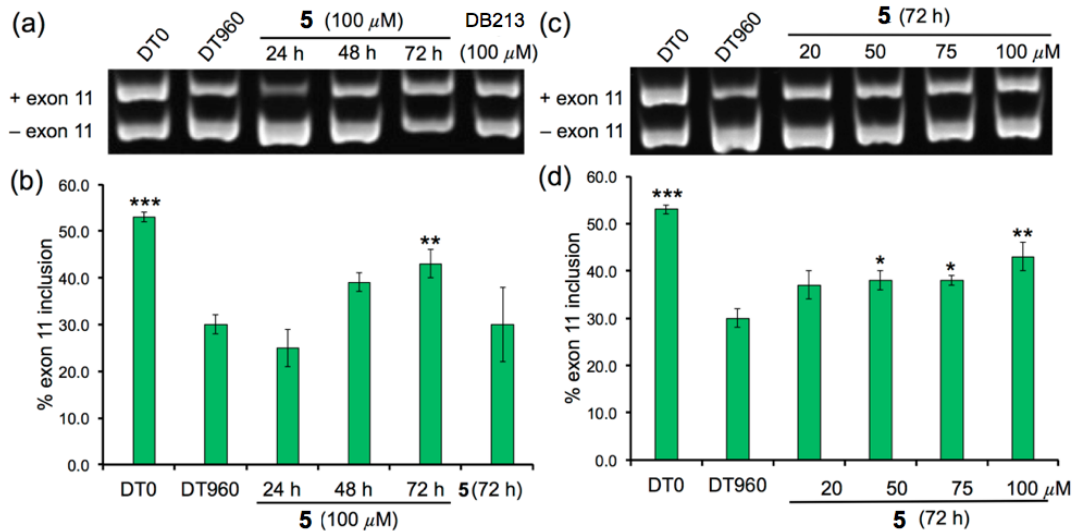 (a)
DT0
DT960
5 (100 μM)
24 h 48 h 72 h
DB213
(100 μM)
+ exon 11
– exon 11
(b)
% exon 11 inclusion
60.0
50.0
40.0
30.0
20.0
10.0
0.0
***
**
DT0 DT960 24 h 48 h 72 h 5 (72 h)
5 (100 μM)
(c)
DT0
DT960
5 (72 h)
20 50 75 100 μM
+ exon 11
– exon 11
(d)
% exon 11 inclusion
60.0
50.0
40.0
30.0
20.0
10.0
0.0
***
*
*
**
DT0 DT960 20 50 75 100 μM
5 (72 h)